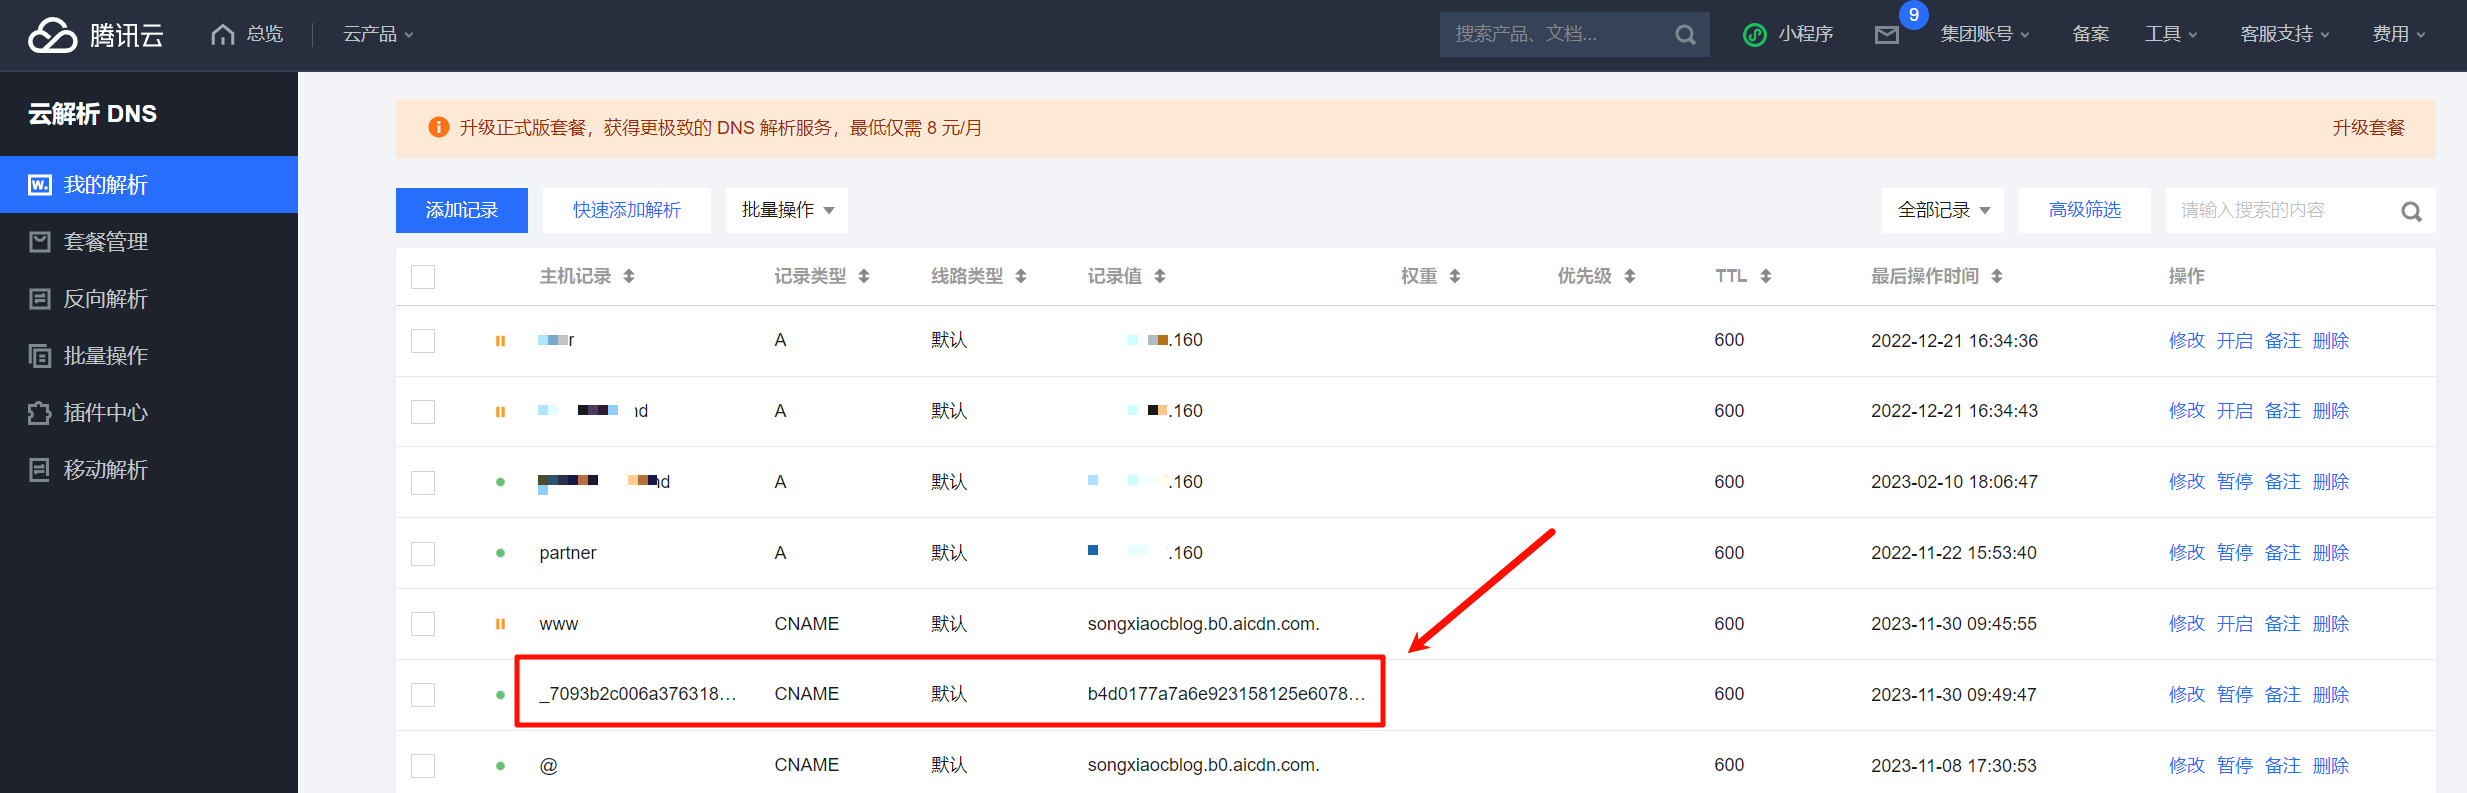 腾讯云 总览 云产品 搜索产品、文档... 小程序 9 集团账号 备案 工具 客服支持 费用
云解析 DNS
我的解析
套餐管理
反向解析
批量操作
插件中心
移动解析
升级正式版套餐，获得更极致的 DNS 解析服务，最低仅需 8 元/月 升级套餐
添加记录 快速添加解析 批量操作 全部记录 高级筛选 请输入搜索的内容
主机记录 记录类型 线路类型 记录值 权重 优先级 TTL 最后操作时间 操作
r A 默认 .160 600 2022-12-21 16:34:36 修改 开启 备注 删除
nd A 默认 .160 600 2022-12-21 16:34:43 修改 开启 备注 删除
nd A 默认 .160 600 2023-02-10 18:06:47 修改 暂停 备注 删除
partner A 默认 .160 600 2022-11-22 15:53:40 修改 暂停 备注 删除
www CNAME 默认 songxiaocblog.b0.aicdn.com. 600 2023-11-30 09:45:55 修改 开启 备注 删除
_7093b2c006a376318... CNAME 默认 b4d0177a7a6e923158125e6078... 600 2023-11-30 09:49:47 修改 暂停 备注 删除
@ CNAME 默认 songxiaocblog.b0.aicdn.com. 600 2023-11-08 17:30:53 修改 暂停 备注 删除